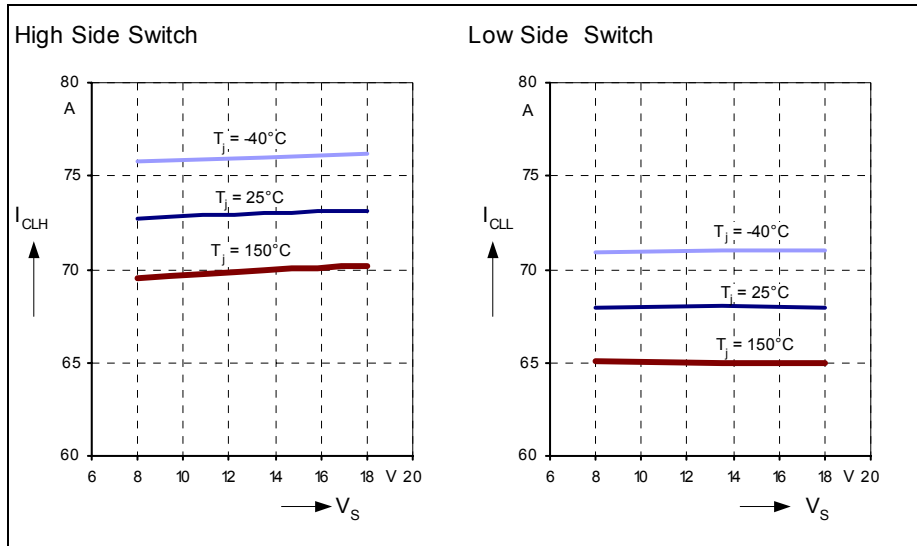 High Side Switch
80
A
75
70
65
60
I_CLH
T_j = -40°C
T_j = 25°C
T_j = 150°C
6 8 10 12 14 16 18 V 20
V_S
Low Side Switch
80
A
75
70
65
60
I_CLL
T_j = -40°C
T_j = 25°C
T_j = 150°C
6 8 10 12 14 16 18 V 20
V_S